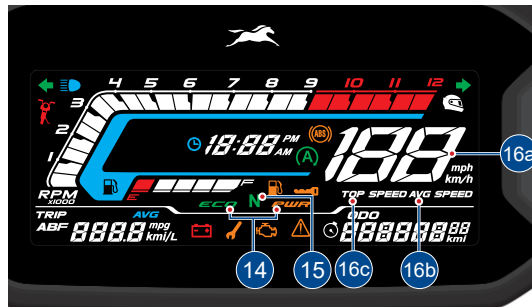 4 5 6 7 8 9 10 11 12
3
2
1
18:88 PM AM
(ABS)
(A)
188 mph km/h
16a
RPM x1000
E F
TOP SPEED AVG SPEED
ECO N PWR
TRIP AVG ODO
ABF 888.8 mpg kmi/L 888888 88 kmi
14 15 16c 16b